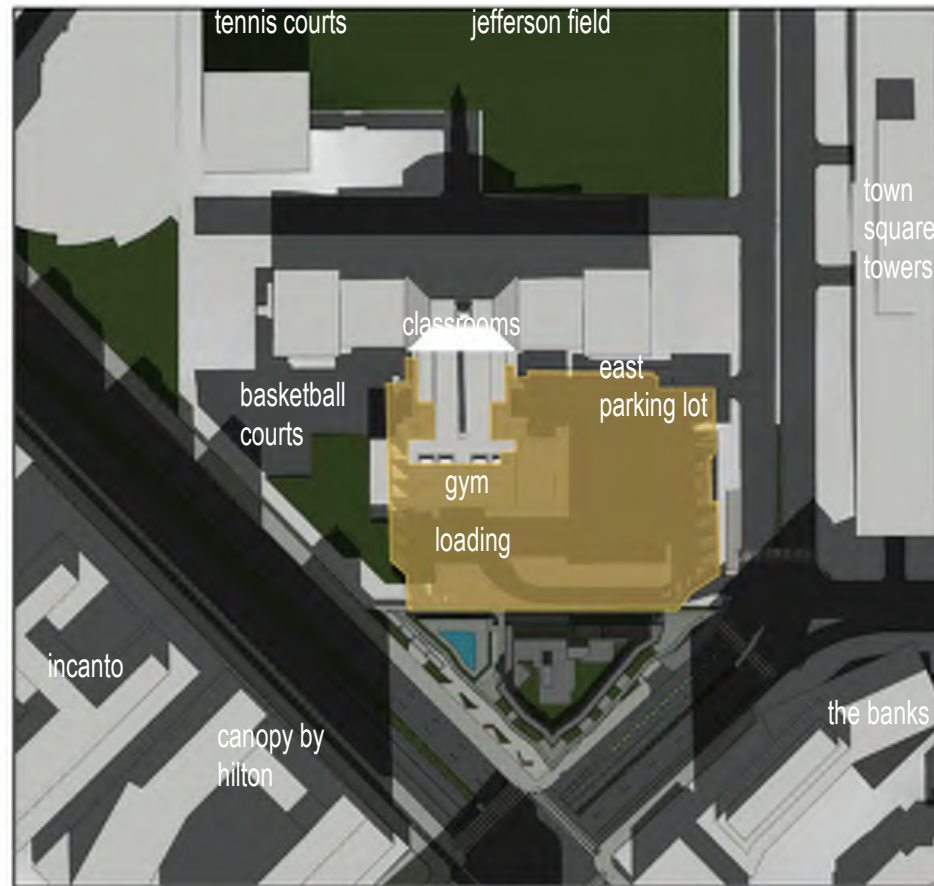 tennis courts
jefferson field
town
square
towers
classrooms
east
parking lot
basketball
courts
gym
loading
incanto
canopy by
hilton
the banks